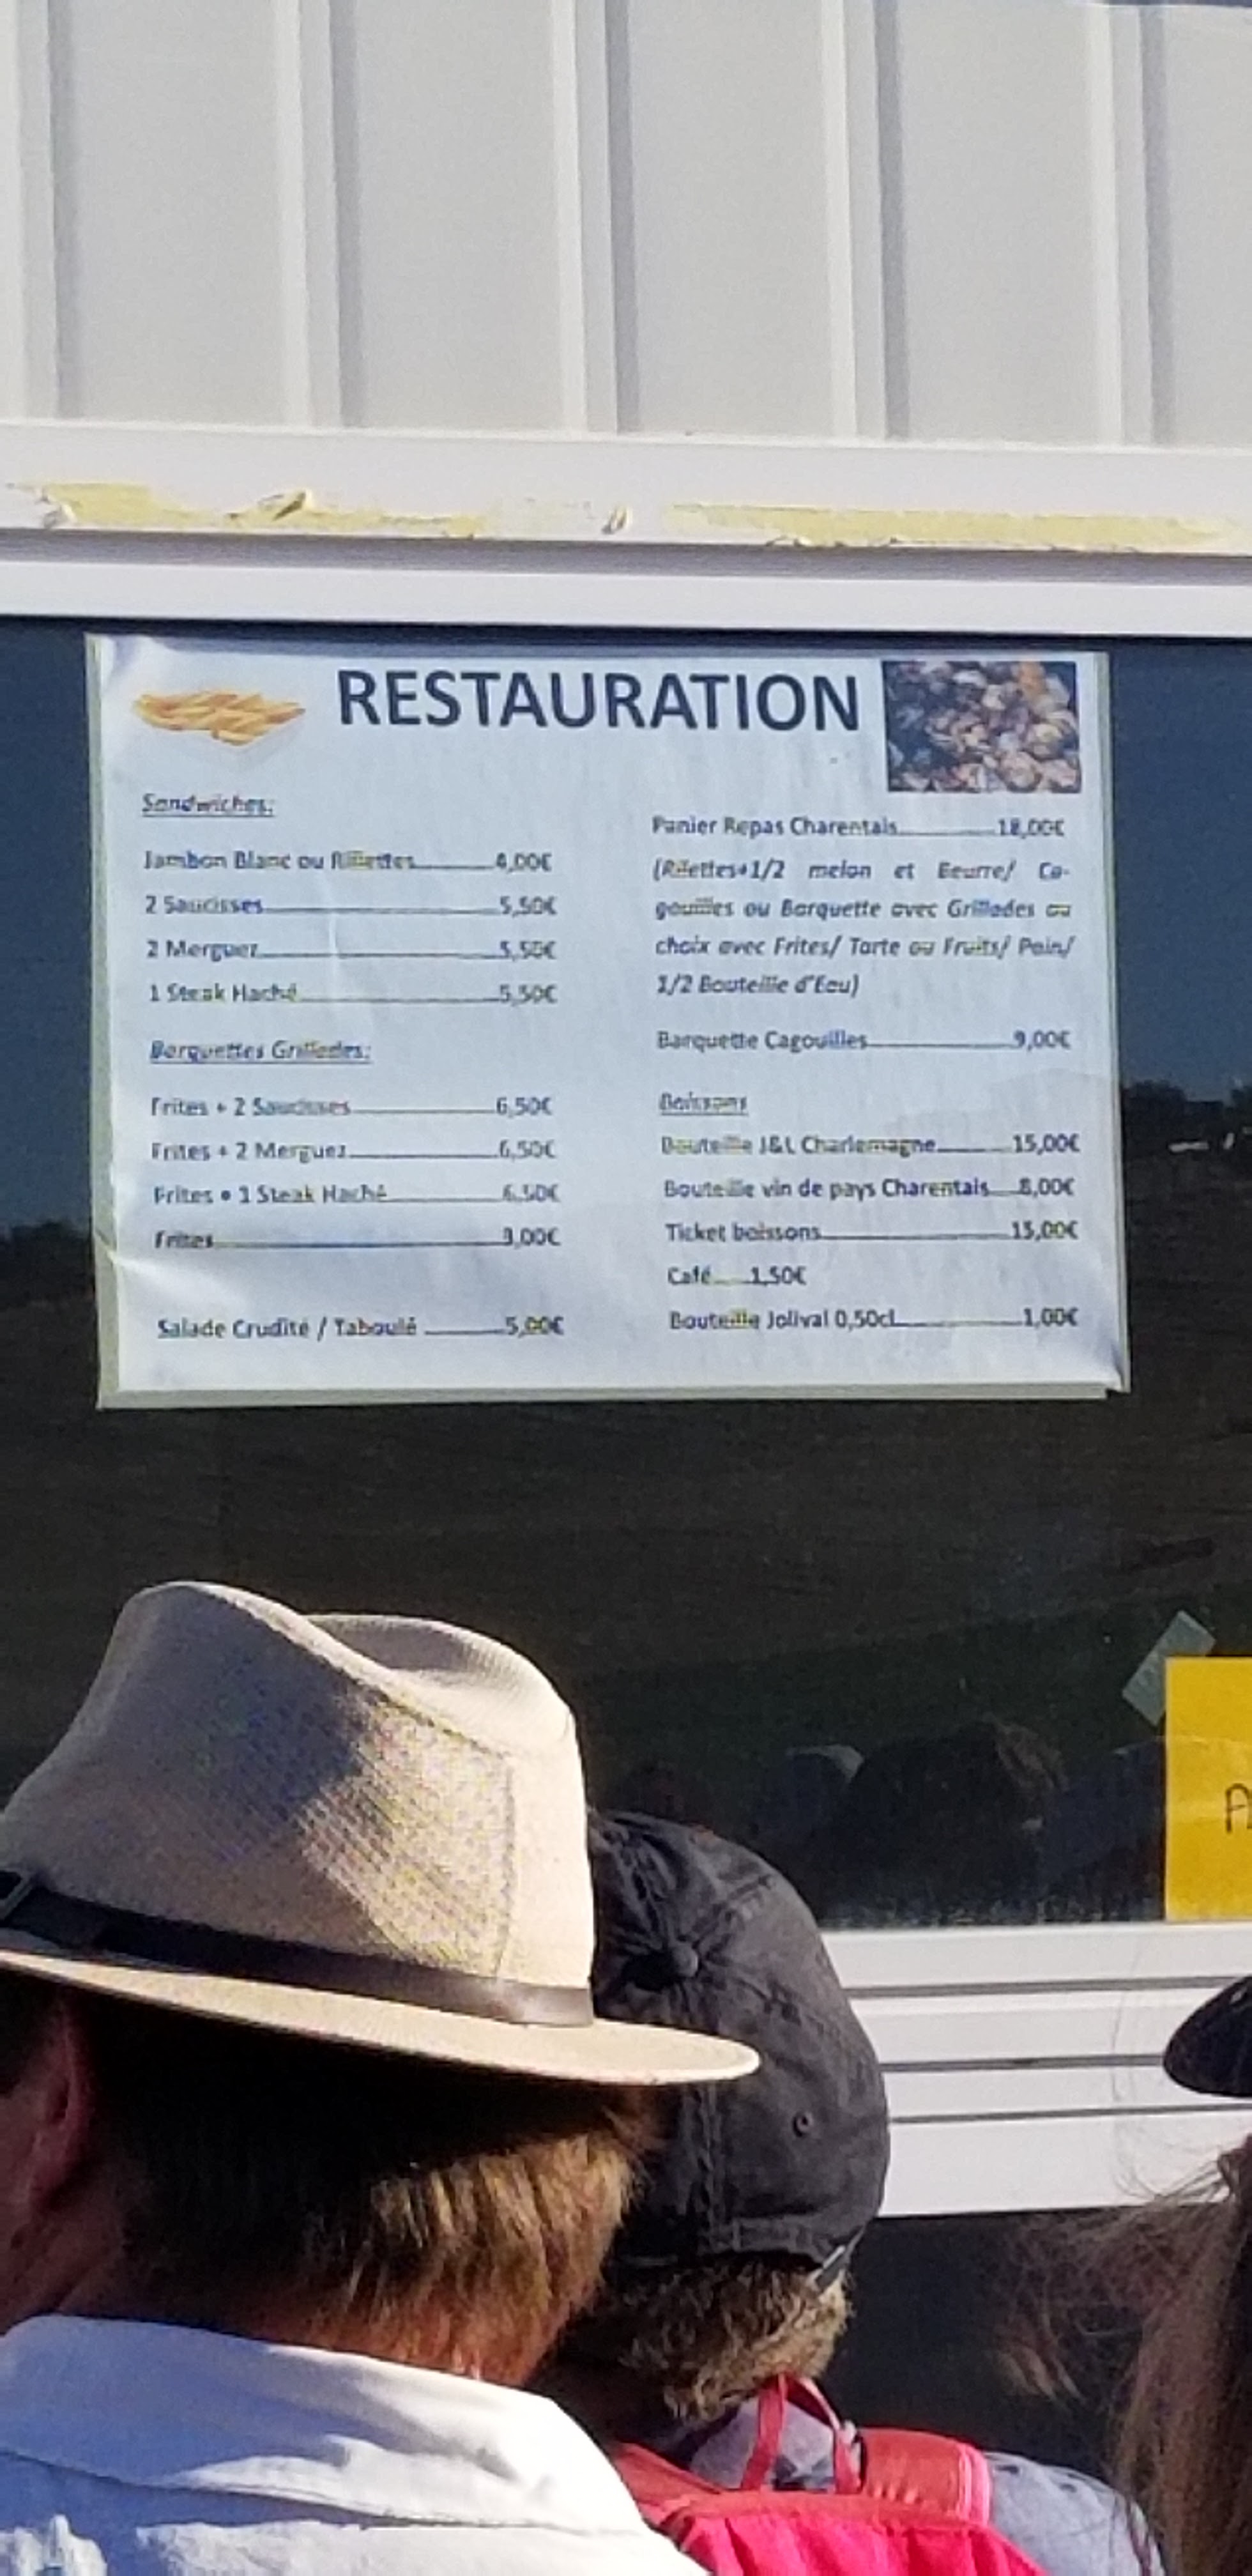 RESTAURATION
Sandwiches:
Jambon Blanc ou Rillettes 4,00€
2 Saucisses 5,50€
2 Merguez 5,50€
1 Steak Haché 5,50€
Barquettes Grillades:
Frites + 2 Saucisses 6,50€
Frites + 2 Merguez 6,50€
Frites + 1 Steak Haché 6,50€
Frites 3,00€
Salade Crudité / Taboulé 5,00€
Panier Repas Charentais 18,00€
(Rilettes+1/2 melon et Beurre/ Ca-
gouilles ou Barquette avec Grillades au
choix avec Frites/ Tarte ou Fruits/ Pain/
1/2 Bouteille d'Eau)
Barquette Cagouilles 9,00€
Boissons
Bouteille J&L Charlemagne 15,00€
Bouteille vin de pays Charentais 8,00€
Ticket boissons 15,00€
Café 1,50€
Bouteille Jolival 0,50cl 1,00€